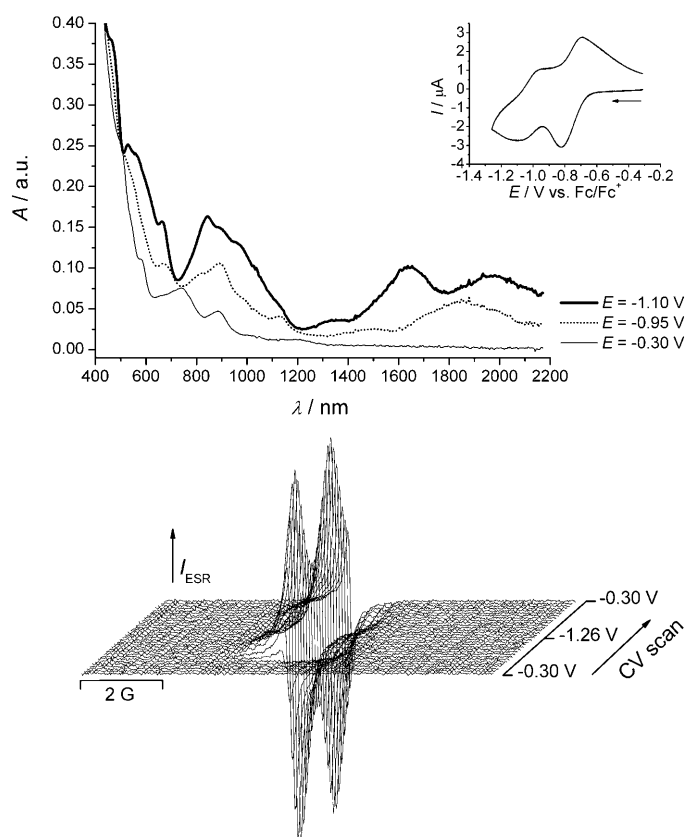 0.40
0.35
0.30
0.25
0.20
0.15
0.10
0.05
0.00
A / a.u.
400 600 800 1000 1200 1400 1600 1800 2000 2200
λ / nm
3
2
1
0
-1
-2
-3
-4
I / μA
-1.4 -1.2 -1.0 -0.8 -0.6 -0.4 -0.2
E / V vs. Fc/Fc+
E = -1.10 V
E = -0.95 V
E = -0.30 V
I ESR
2 G
-0.30 V
-1.26 V
-0.30 V
CV scan